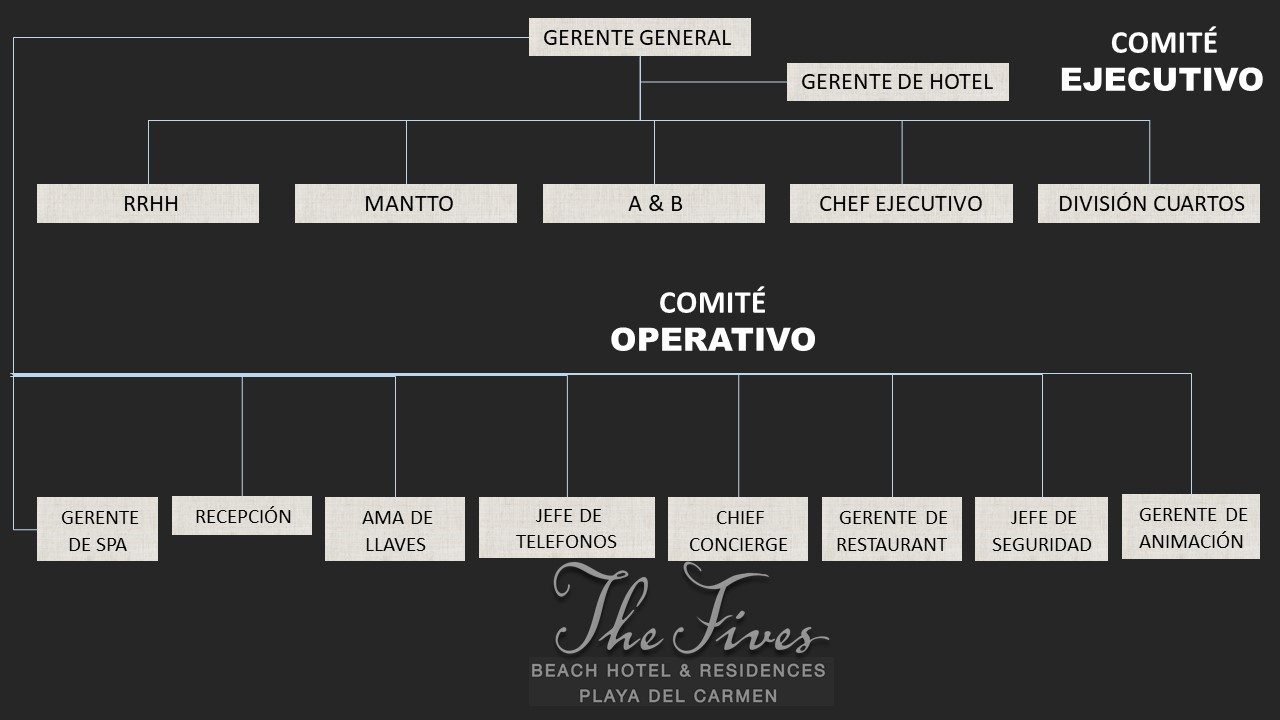 GERENTE GENERAL
COMITÉ
EJECUTIVO
GERENTE DE HOTEL
RRHH
MANTTO
A & B
CHEF EJECUTIVO
DIVISIÓN CUARTOS
COMITÉ
OPERATIVO
GERENTE
DE SPA
RECEPCIÓN
AMA DE
LLAVES
JEFE DE
TELEFONOS
CHIEF
CONCIERGE
GERENTE DE
RESTAURANT
JEFE DE
SEGURIDAD
GERENTE DE
ANIMACIÓN
The Fives
BEACH HOTEL & RESIDENCES
PLAYA DEL CARMEN